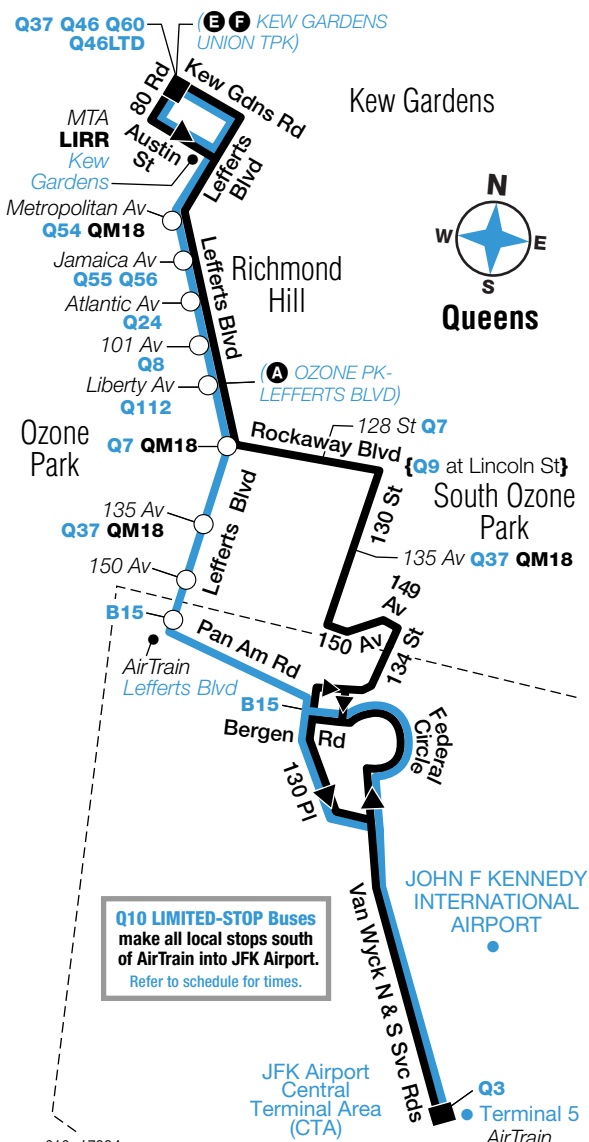 Q37 Q46 Q60
Q46LTD
(E F KEW GARDENS
UNION TPK)
80 Rd
Kew Gdns Rd
Kew Gardens
MTA
LIRR
Kew
Gardens
Austin
St
Lefferts
Blvd
Metropolitan Av
Q54 QM18
Jamaica Av
Q55 Q56
Atlantic Av
Q24
101 Av
Q8
Liberty Av
Q112
Lefferts Blvd
Richmond
Hill
N
W
E
S
Queens
(A OZONE PK-
LEFFERTS BLVD)
Ozone
Park
Q7 QM18
Rockaway Blvd
128 St Q7
{Q9 at Lincoln St}
South Ozone
Park
130 St
135 Av
Q37 QM18
Lefferts Blvd
135 Av Q37 QM18
150 Av
149
Av
150 Av
134 St
B15
Pan Am Rd
AirTrain
Lefferts Blvd
B15
Bergen Rd
Federal
Circle
130 Pl
JOHN F KENNEDY
INTERNATIONAL
AIRPORT
Q10 LIMITED-STOP Buses
make all local stops south
of AirTrain into JFK Airport.
Refer to schedule for times.
Van Wyck N & S Svc Rds
JFK Airport
Central
Terminal Area
(CTA)
Q3
Terminal 5
AirTrain